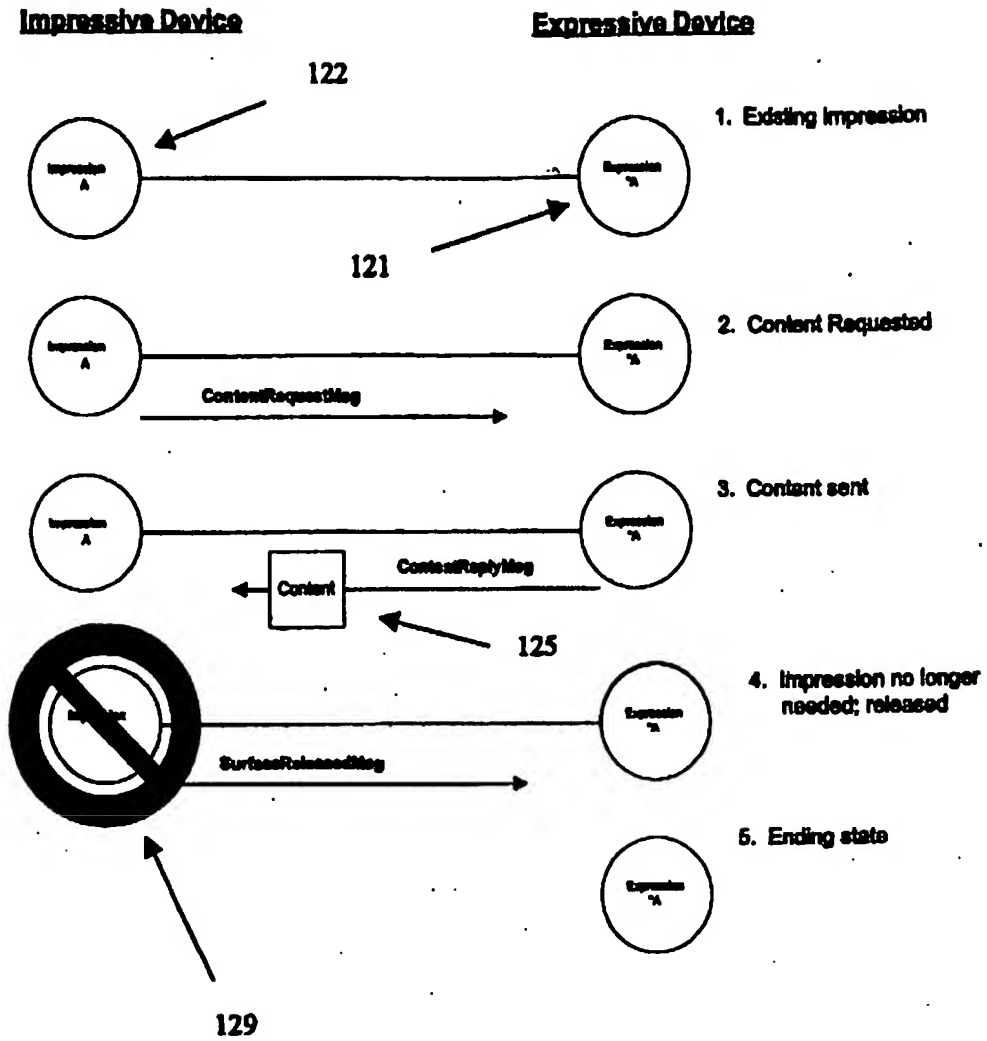 Impressive Device
Expressive Device
122
1. Existing Impression
Impression
A
Expression
*A
121
2. Content Requested
Impression
A
Expression
*A
ContentRequestMsg
3. Content sent
Impression
A
Expression
*A
ContentReplyMsg
Content
125
4. Impression no longer
needed; released
Expression
*A
SurfaceReleasedMsg
5. Ending state
Expression
*A
129